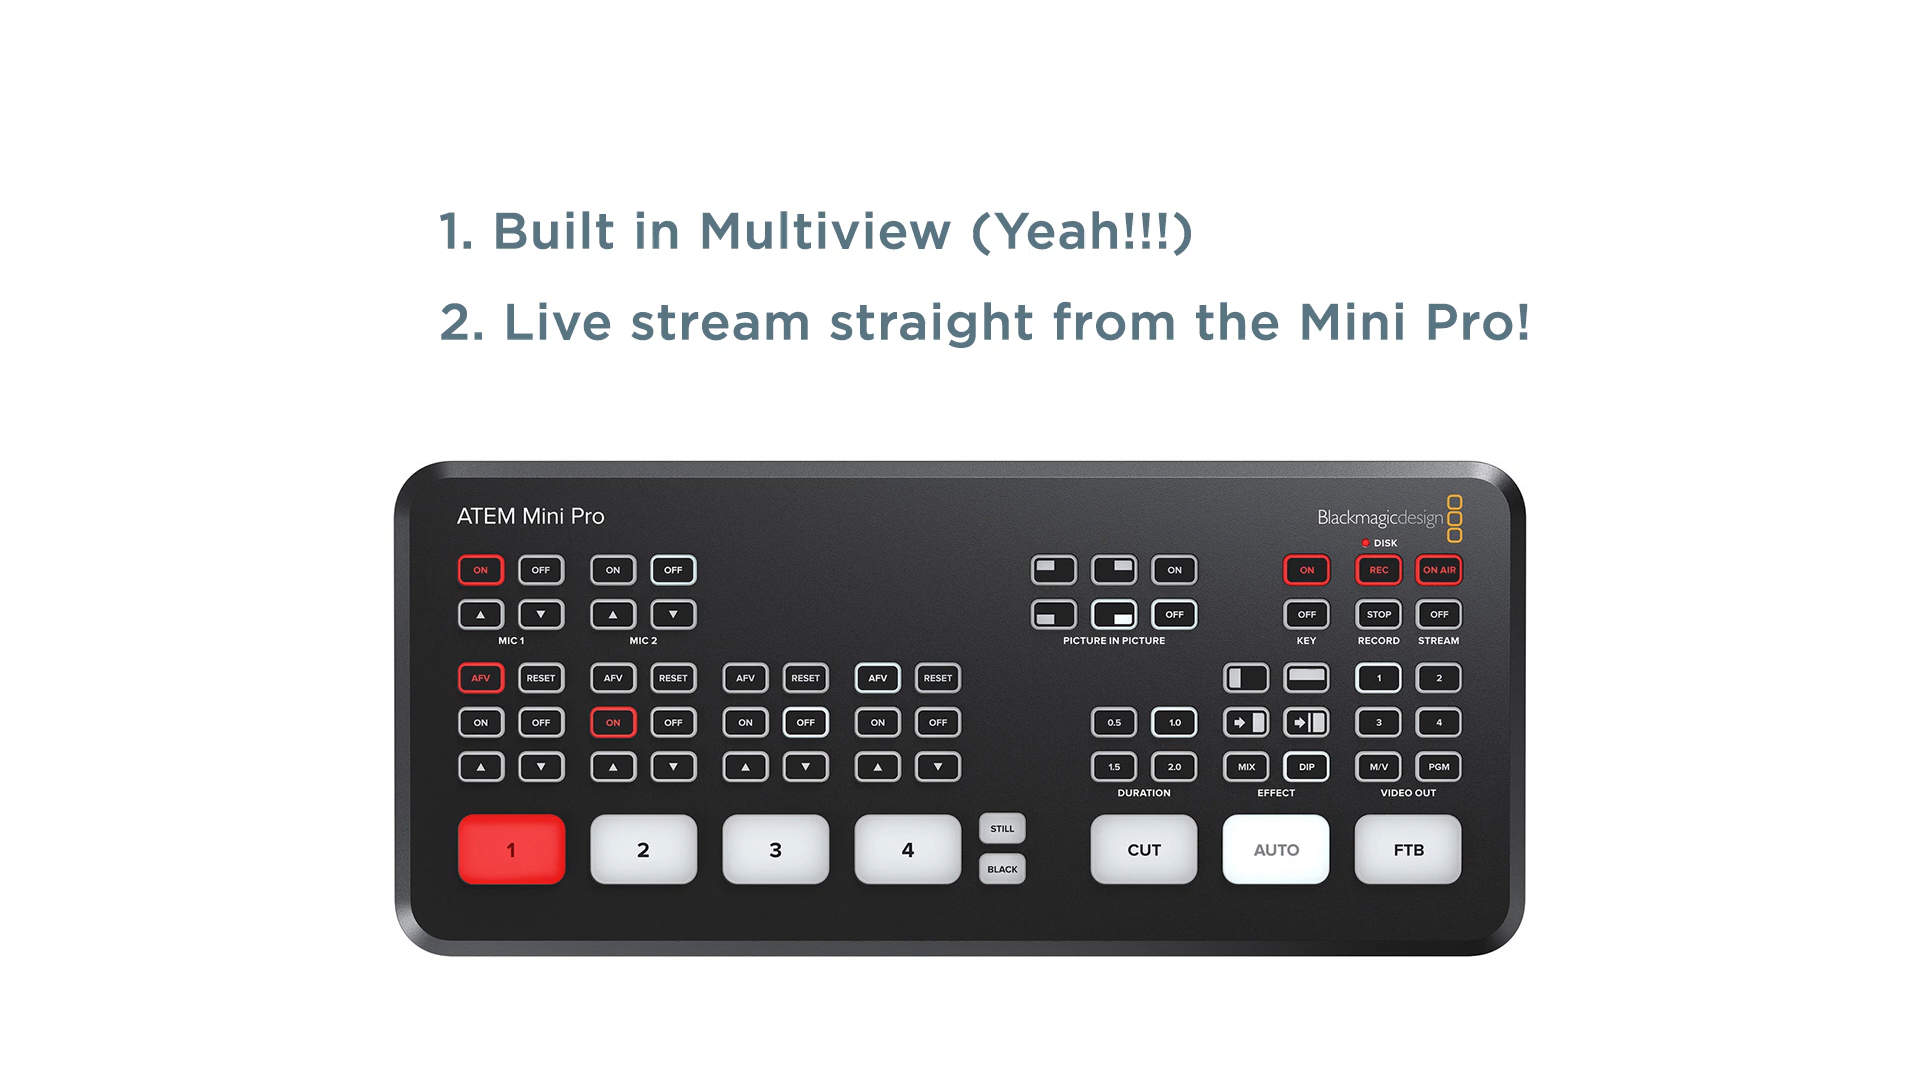 1. Built in Multiview (Yeah!!!)
2. Live stream straight from the Mini Pro!
ATEM Mini Pro
Blackmagicdesign
DISK
ON OFF ON OFF ON ON REC ON AIR
▲ ▼ ▲ ▼ OFF OFF STOP OFF
MIC 1 MIC 2 PICTURE IN PICTURE KEY RECORD STREAM
AFV RESET AFV RESET AFV RESET AFV RESET 1 2
ON OFF ON OFF ON OFF ON OFF 0.5 1.0 3 4
▲ ▼ ▲ ▼ ▲ ▼ ▲ ▼ 1.5 2.0 MIX DIP M/V PGM
DURATION EFFECT VIDEO OUT
STILL
1 2 3 4 CUT AUTO FTB
BLACK